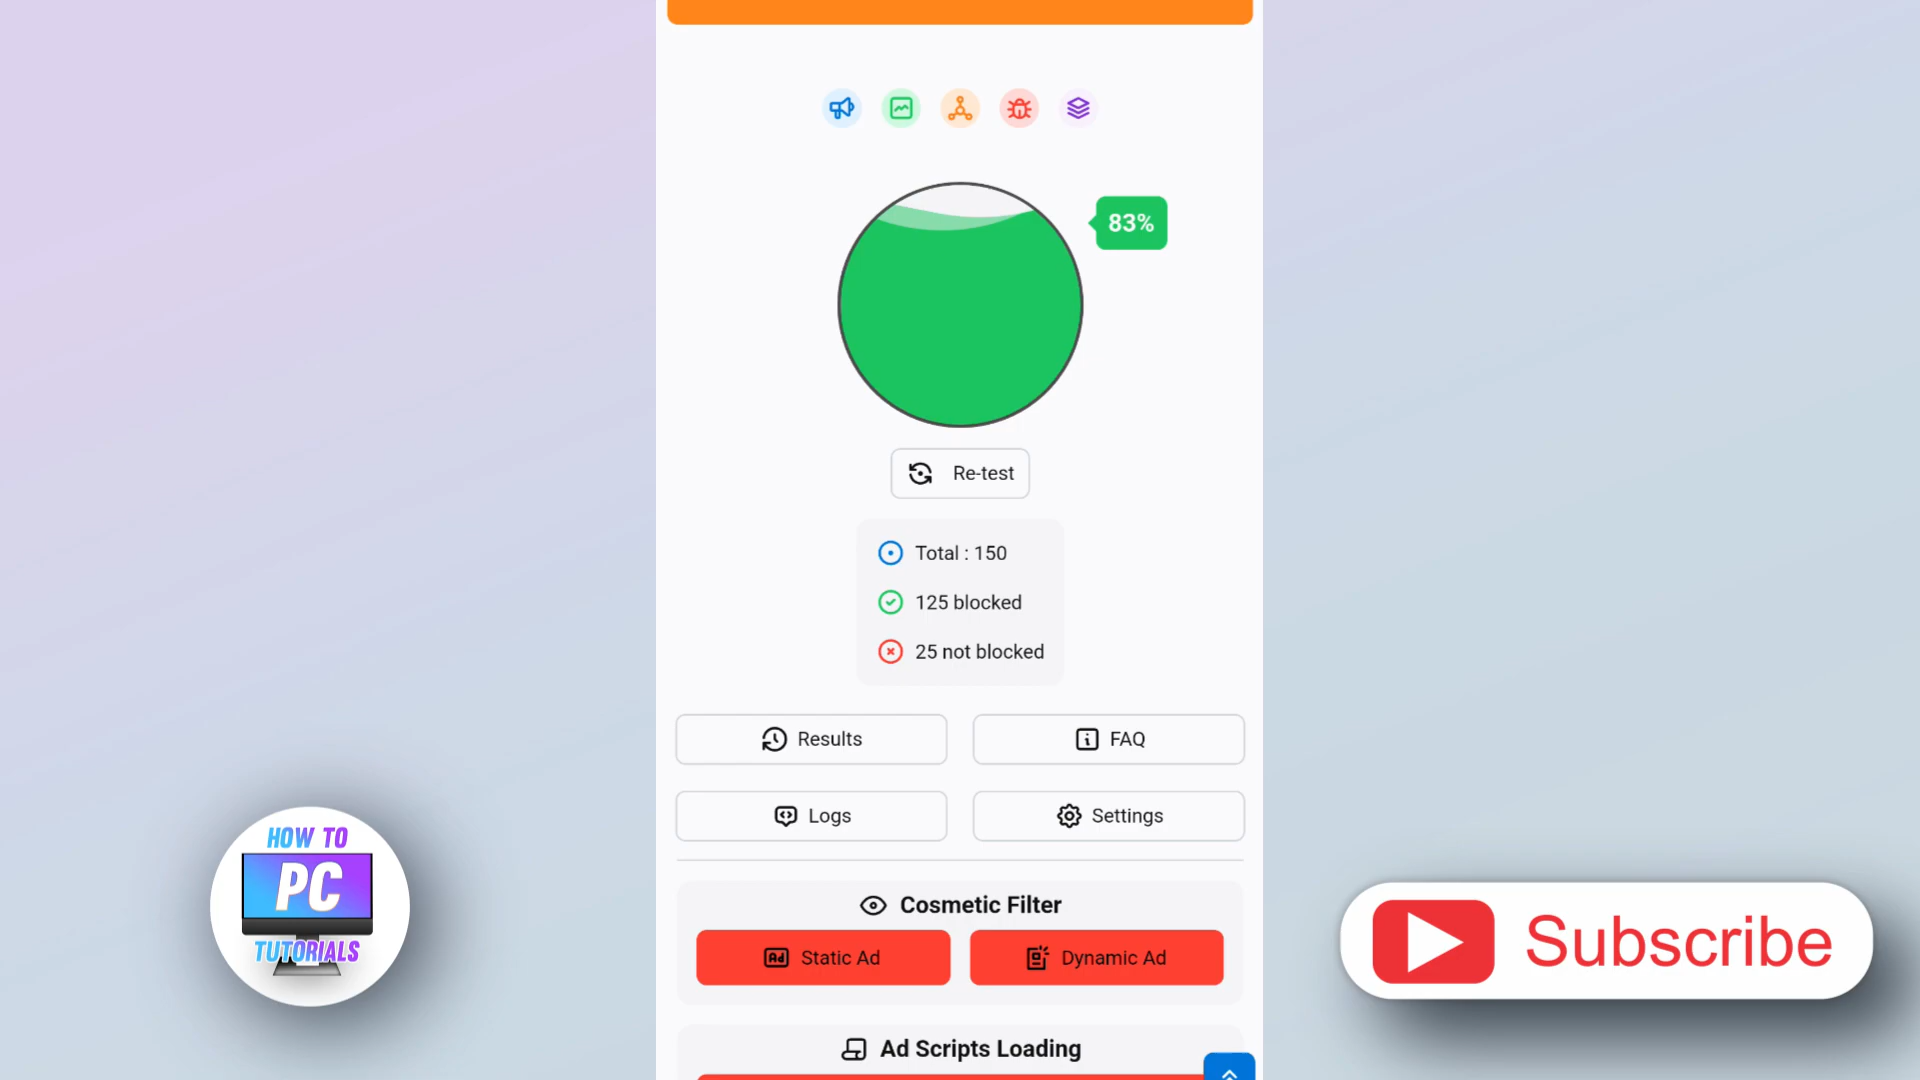 83%
Re-test
Total : 150
125 blocked
25 not blocked
Results
FAQ
Logs
Settings
Cosmetic Filter
Ad Static Ad
Dynamic Ad
Ad Scripts Loading
HOW TO
PC
TUTORIALS
Subscribe